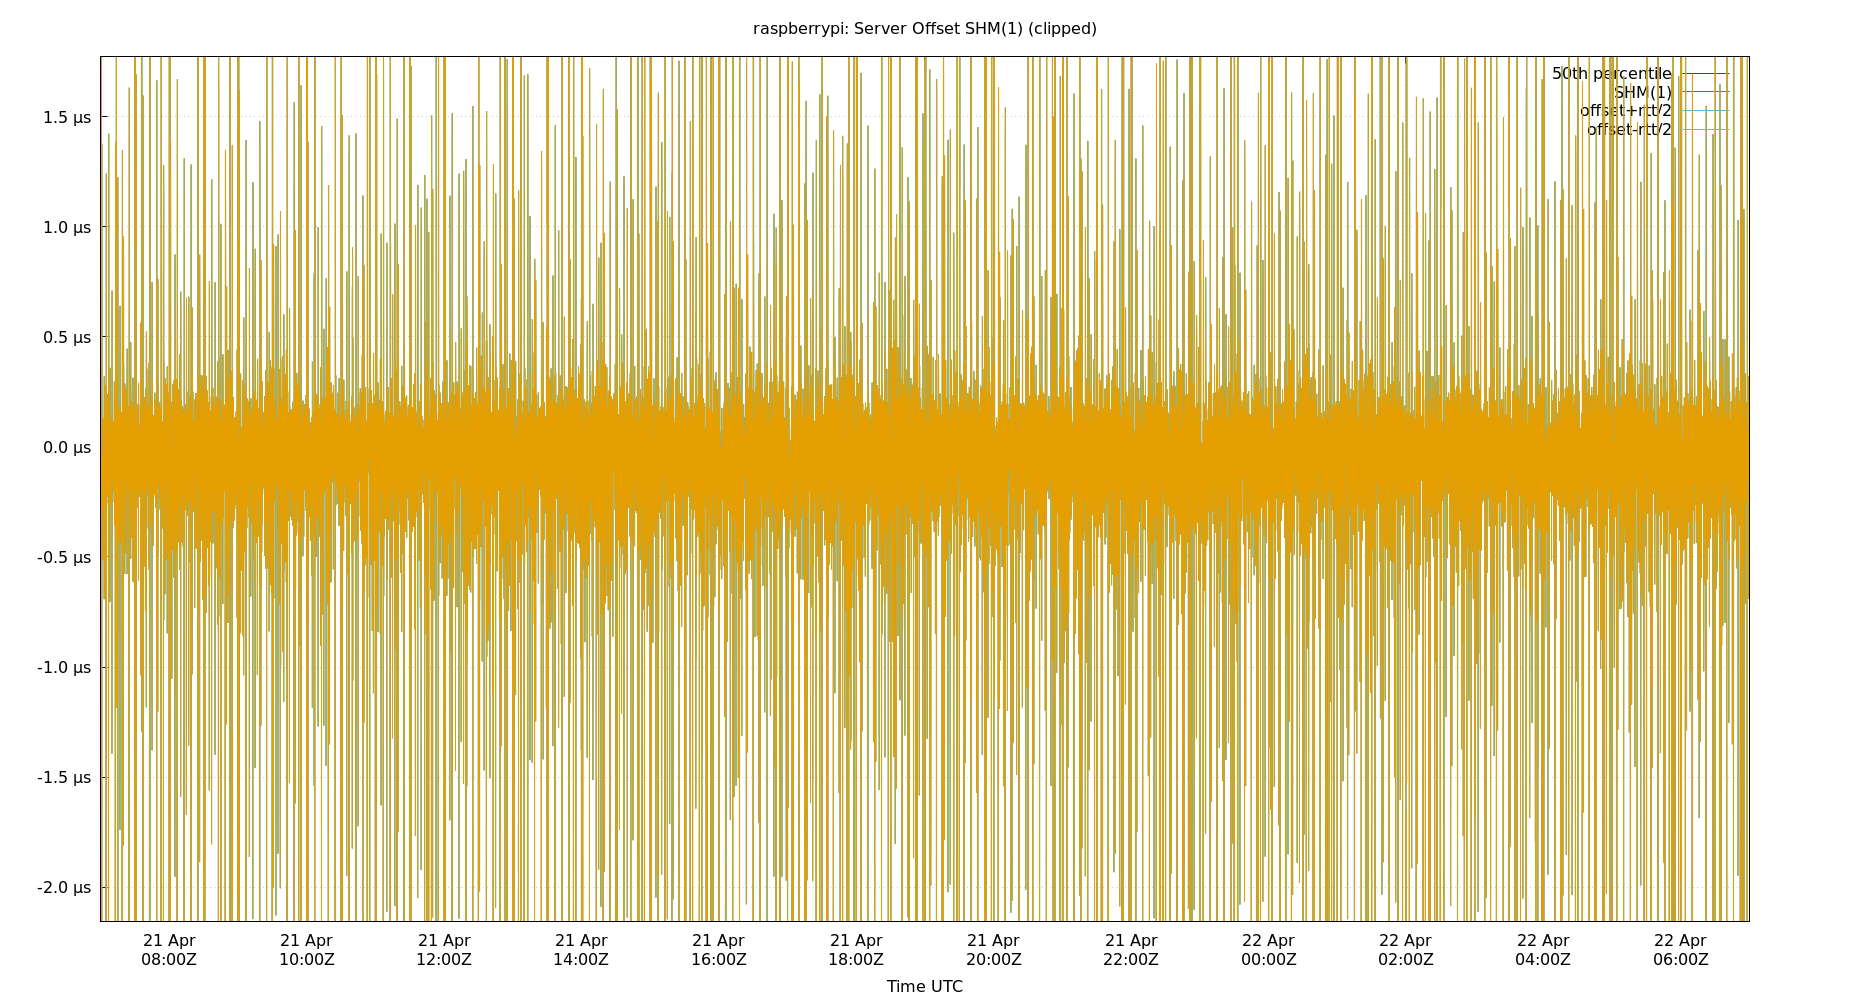 raspberrypi: Server Offset SHM(1) (clipped)
50th percentile
SHM(1)
offset+rtt/2
offset-rtt/2
1.5 µs
1.0 µs
0.5 µs
0.0 µs
-0.5 µs
-1.0 µs
-1.5 µs
-2.0 µs
21 Apr 21 Apr 21 Apr 21 Apr 21 Apr 21 Apr 21 Apr 21 Apr 22 Apr 22 Apr 22 Apr 22 Apr
08:00Z 10:00Z 12:00Z 14:00Z 16:00Z 18:00Z 20:00Z 22:00Z 00:00Z 02:00Z 04:00Z 06:00Z
Time UTC